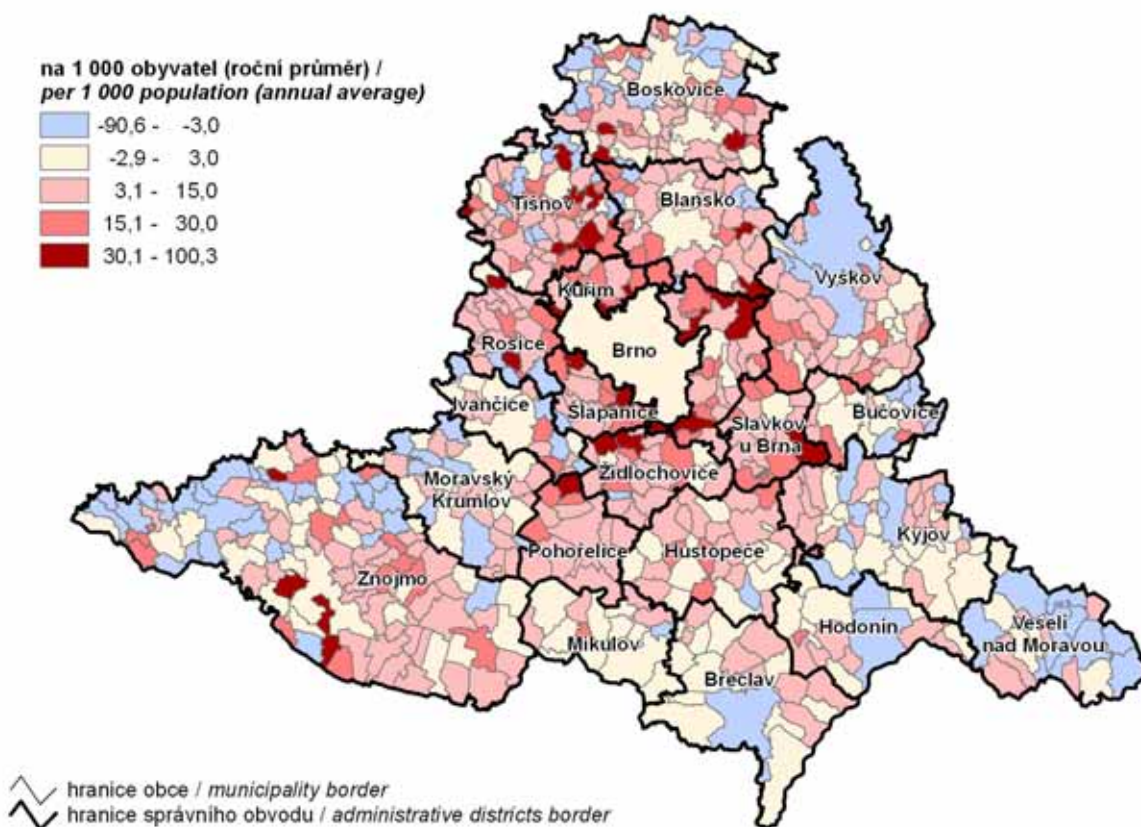 na 1 000 obyvatel (roční průměr) /
per 1 000 population (annual average)
-90,6 - -3,0
-2,9 - 3,0
3,1 - 15,0
15,1 - 30,0
30,1 - 100,3
Boskovice
Tišnov
Blansko
Vyškov
Kuřim
Rosice
Brno
Ivančice
Šlapanice
Slavkov
u Brna
Bučovice
Židlochovice
Moravský
Krumlov
Pohořelice
Hustopeče
Kyjov
Znojmo
Mikulov
Hodonín
Veselí
nad Moravou
Břeclav
hranice obce / municipality border
hranice správního obvodu / administrative districts border